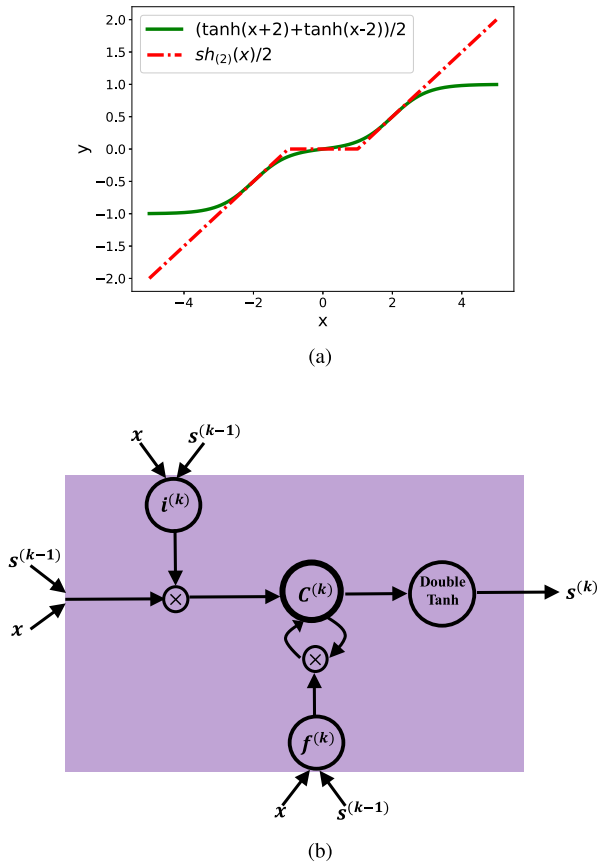 2.0
1.5
1.0
0.5
0.0
−0.5
−1.0
−1.5
−2.0
y
(tanh(x+2)+tanh(x-2))/2
sh₍₂₎(x)/2
−4 −2 0 2 4
x
(a)
x s⁽ᵏ⁻¹⁾
i⁽ᵏ⁾
s⁽ᵏ⁻¹⁾
x
×
C⁽ᵏ⁾
Double
Tanh
s⁽ᵏ⁾
×
f⁽ᵏ⁾
x s⁽ᵏ⁻¹⁾
(b)